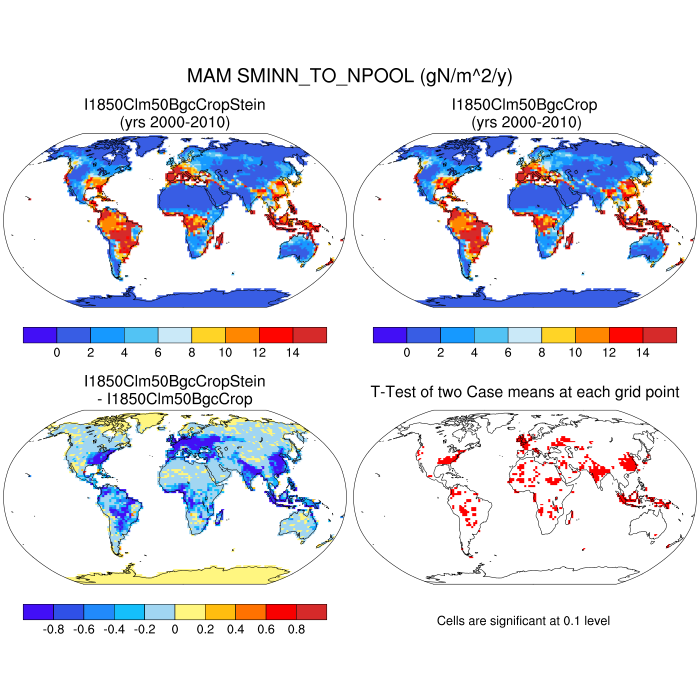 MAM SMINN_TO_NPOOL (gN/m^2/y)
I1850Clm50BgcCropStein
(yrs 2000-2010)
I1850Clm50BgcCrop
(yrs 2000-2010)
0 2 4 6 8 10 12 14
0 2 4 6 8 10 12 14
I1850Clm50BgcCropStein
- I1850Clm50BgcCrop
T-Test of two Case means at each grid point
-0.8 -0.6 -0.4 -0.2 0 0.2 0.4 0.6 0.8
Cells are significant at 0.1 level